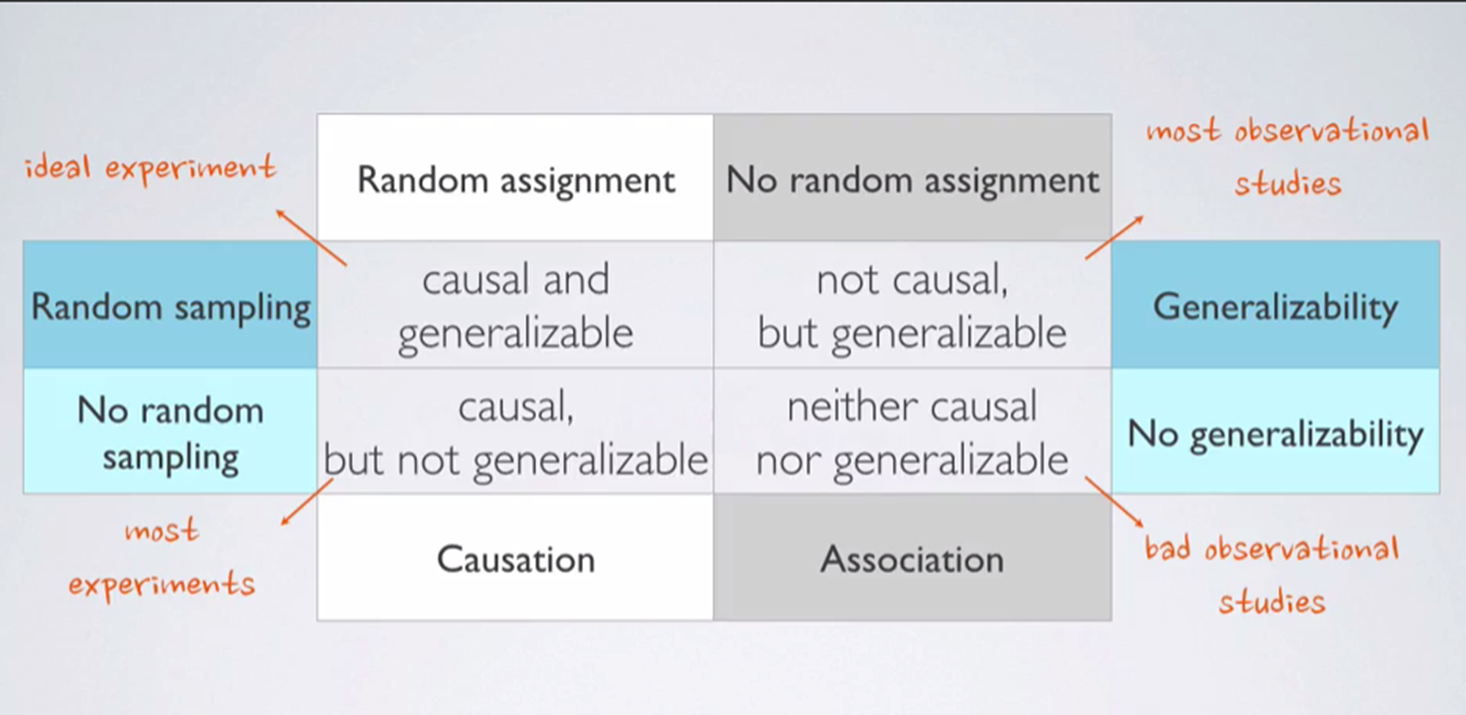 ideal experiment
most observational
studies
Random assignment
No random assignment
Random sampling
causal and
generalizable
not causal,
but generalizable
Generalizability
No random
sampling
causal,
but not generalizable
neither causal
nor generalizable
No generalizability
most
experiments
Causation
Association
bad observational
studies